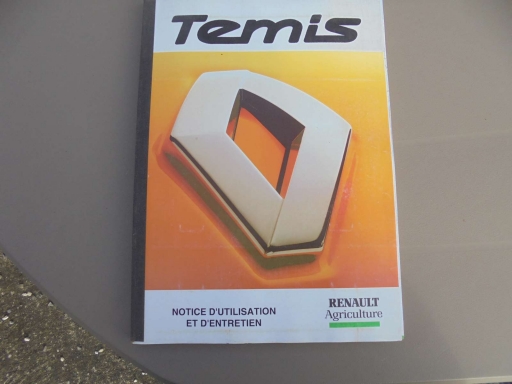 Temis
NOTICE D'UTILISATION
ET D'ENTRETIEN
RENAULT
Agriculture